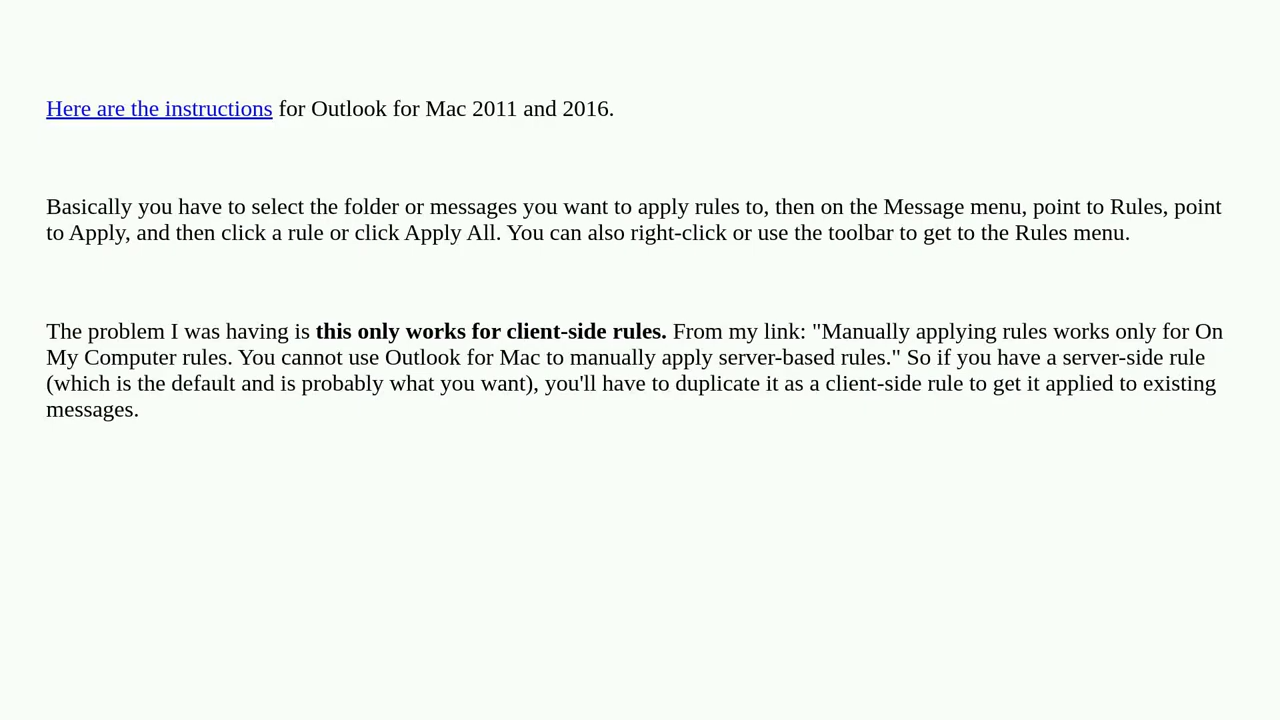 Here are the instructions for Outlook for Mac 2011 and 2016.
Basically you have to select the folder or messages you want to apply rules to, then on the Message menu, point to Rules, point
to Apply, and then click a rule or click Apply All. You can also right-click or use the toolbar to get to the Rules menu.
The problem I was having is this only works for client-side rules. From my link: "Manually applying rules works only for On
My Computer rules. You cannot use Outlook for Mac to manually apply server-based rules." So if you have a server-side rule
(which is the default and is probably what you want), you'll have to duplicate it as a client-side rule to get it applied to existing
messages.